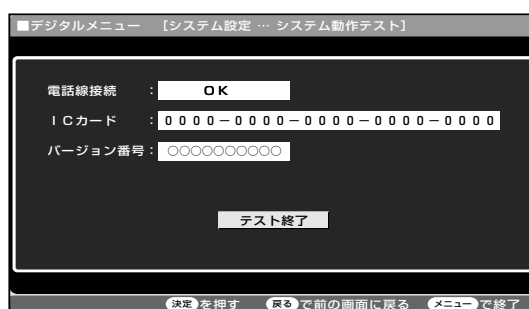 ■デジタルメニュー ［システム設定 … システム動作テスト］
電話線接続 ： OK
ICカード ： 0000－0000－0000－0000－0000
バージョン番号： ○○○○○○○○○○
テスト終了
決定を押す 戻るで前の画面に戻る メニューで終了